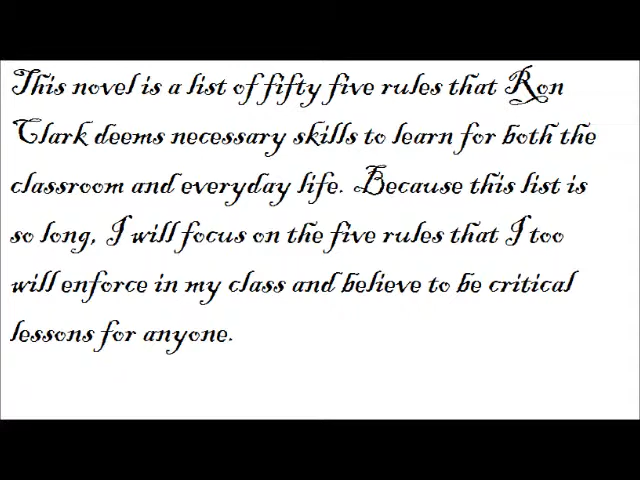 This novel is a list of fifty five rules that Ron
Clark deems necessary skills to learn for both the
classroom and everyday life. Because this list is
so long, I will focus on the five rules that I too
will enforce in my class and believe to be critical
lessons for anyone.